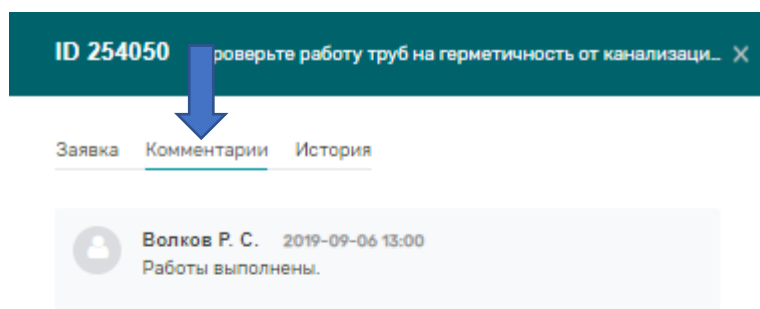 ID 254050 роверьте работу труб на герметичность от канализаци...
Заявка Комментарии История
Волков Р. С. 2019-09-06 13:00
Работы выполнены.